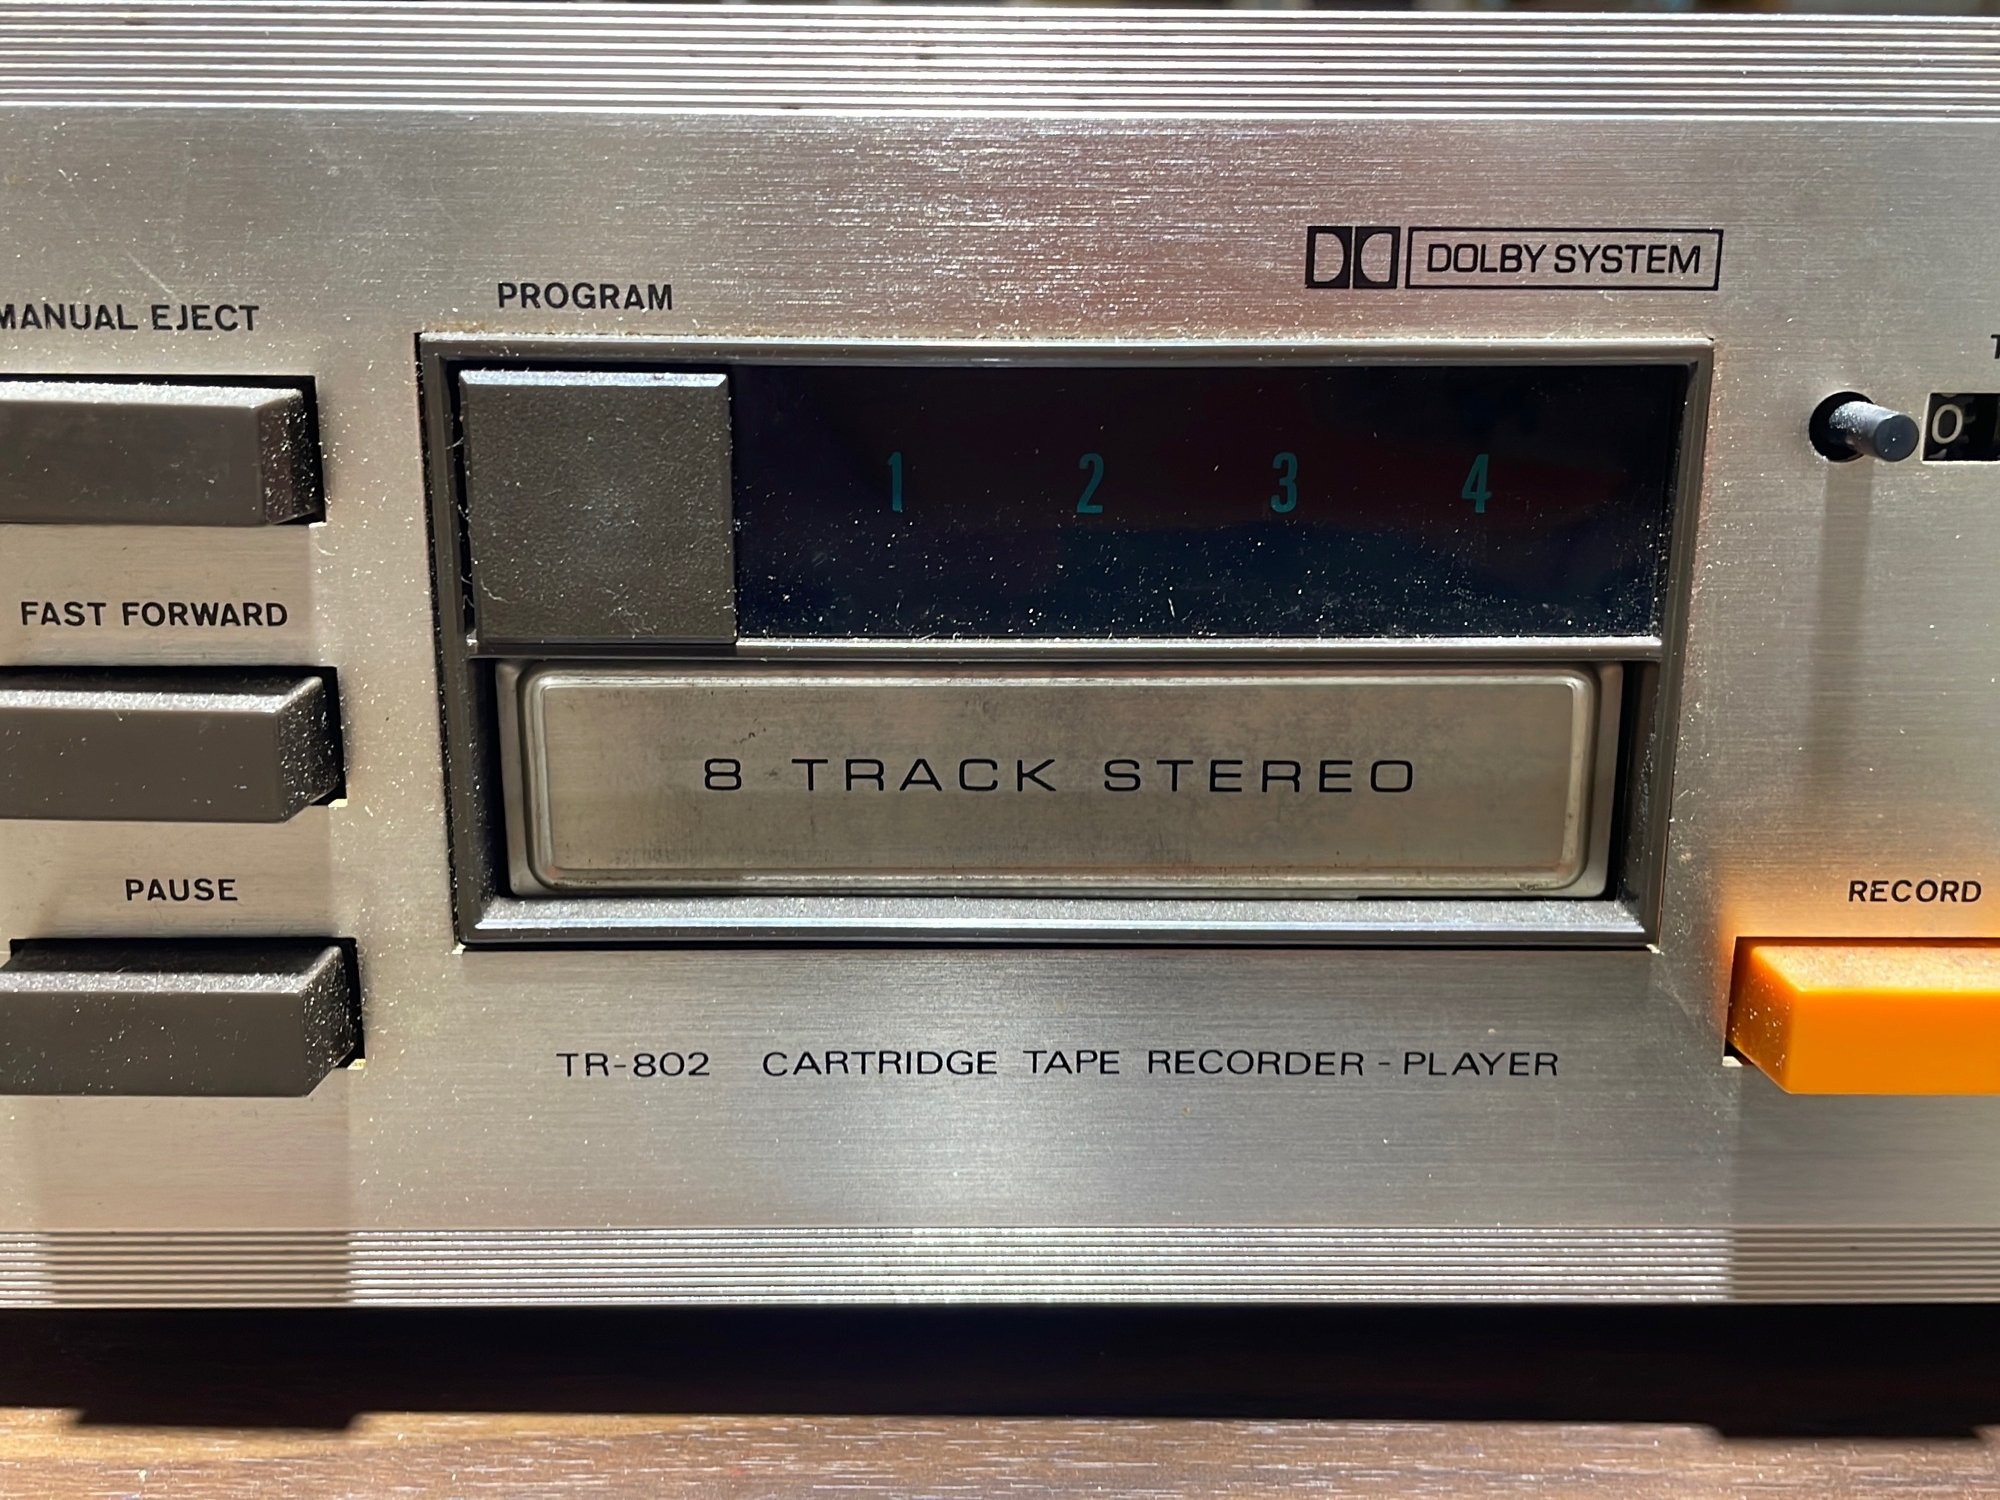 DOLBY SYSTEM
PROGRAM
MANUAL EJECT
1 2 3 4
0
FAST FORWARD
8 TRACK STEREO
PAUSE
RECORD
TR-802 CARTRIDGE TAPE RECORDER - PLAYER